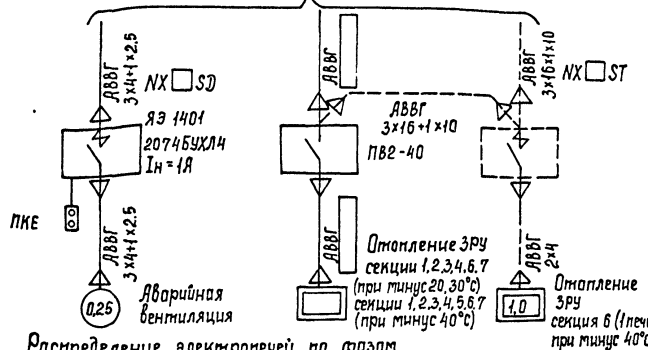 АВВГ
3×4+1×2.5
NX SD
АВВГ
АВВГ
3×16+1×10
АВВГ
3×16+1×10
NX ST
ЯЭ 1401
2074БУХЛ4
Iн=1Я
ПВ2-40
ПКЕ
АВВГ
3×4+1×2.5
АВВГ
АВВГ
2×4
0,25
Аварийная
вентиляция
Отопление ЗРУ
секции 1,2,3,4,6,7
(при минус 20,30°с)
секции 1,2,3,4,5,6,7
(при минус 40°с)
1,0
Отопление
ЗРУ
секция 6 (1печ
при минус 40°с
Распределение электропечей по фазам